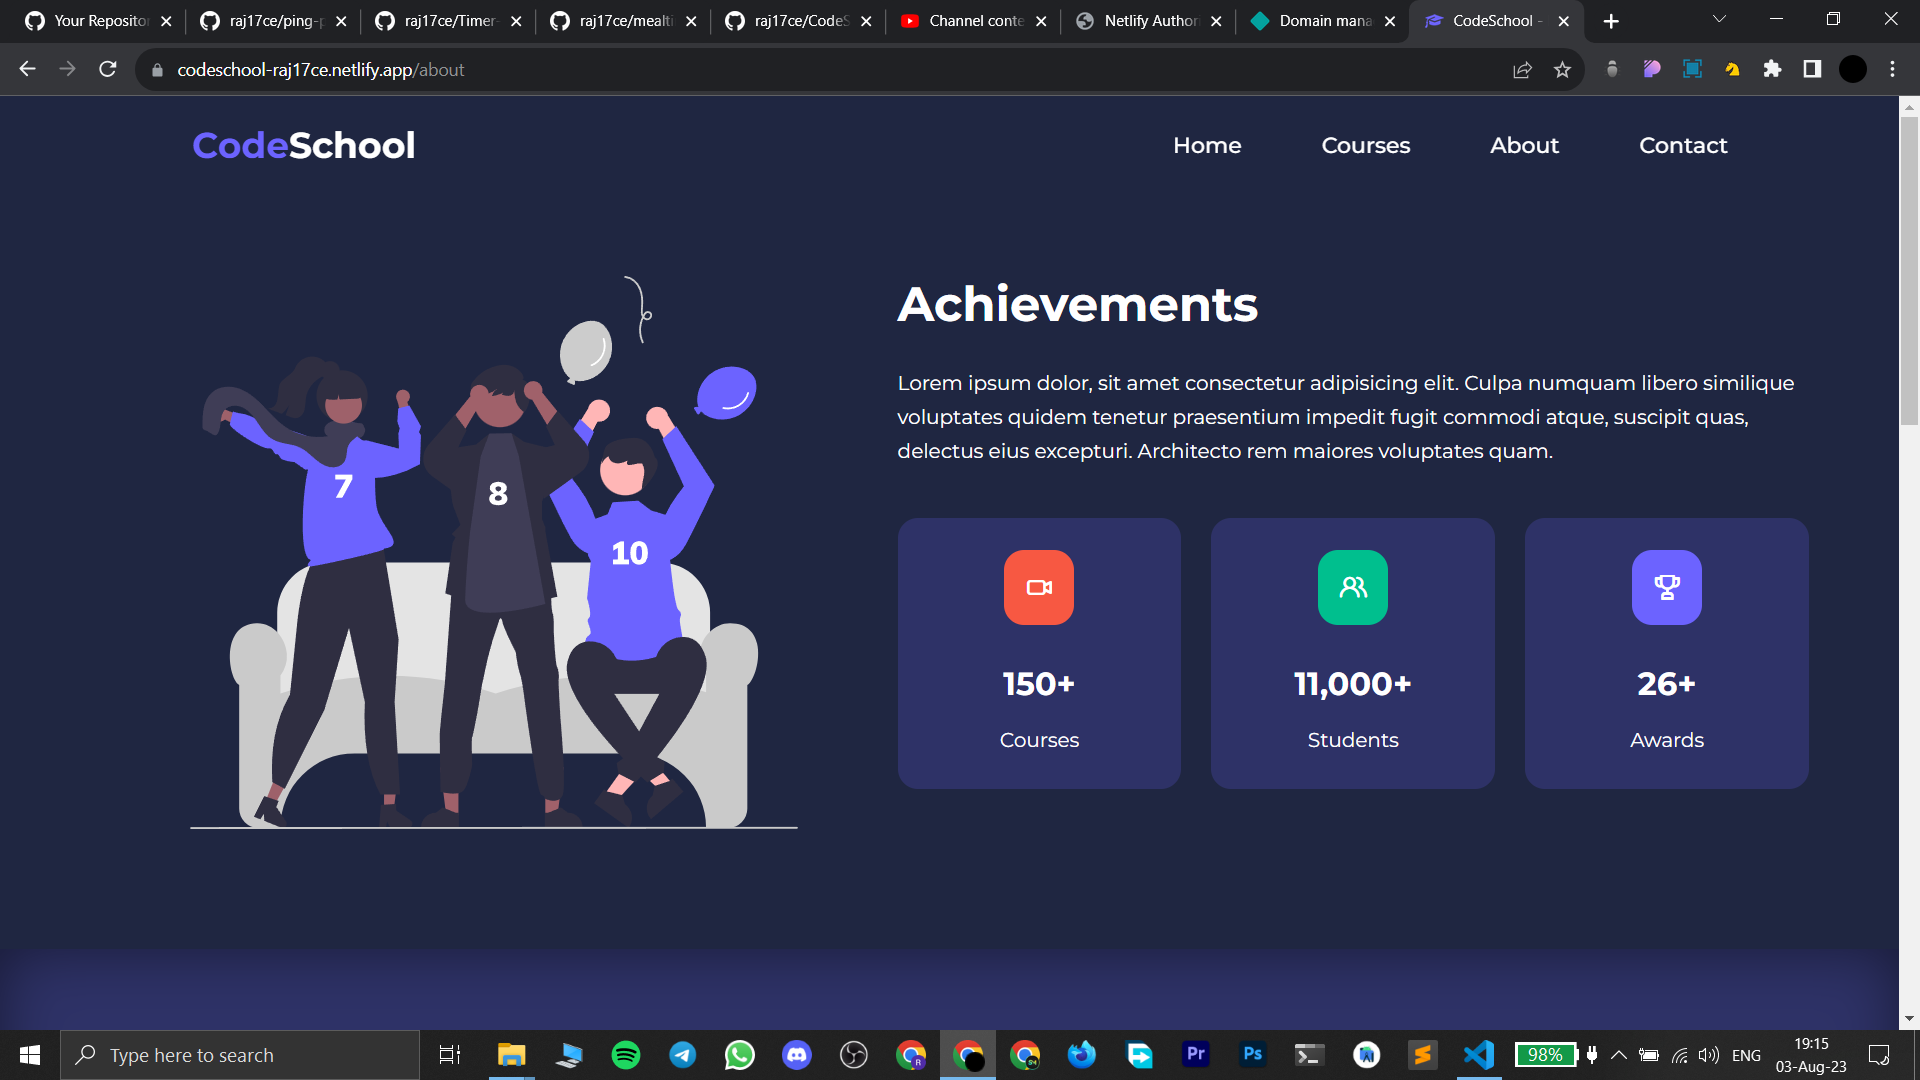 Your Repositor
raj17ce/ping-p
raj17ce/Timer-
raj17ce/mealti
raj17ce/CodeS
Channel conte
Netlify Author
Domain mana
CodeSchool -
codeschool-raj17ce.netlify.app/about
CodeSchool
Home
Courses
About
Contact
Achievements
Lorem ipsum dolor, sit amet consectetur adipisicing elit. Culpa numquam libero similique
voluptates quidem tenetur praesentium impedit fugit commodi atque, suscipit quas,
delectus eius excepturi. Architecto rem maiores voluptates quam.
7
8
10
150+
Courses
11,000+
Students
26+
Awards
Type here to search
Pr
Ps
98%
ENG
19:15
03-Aug-23